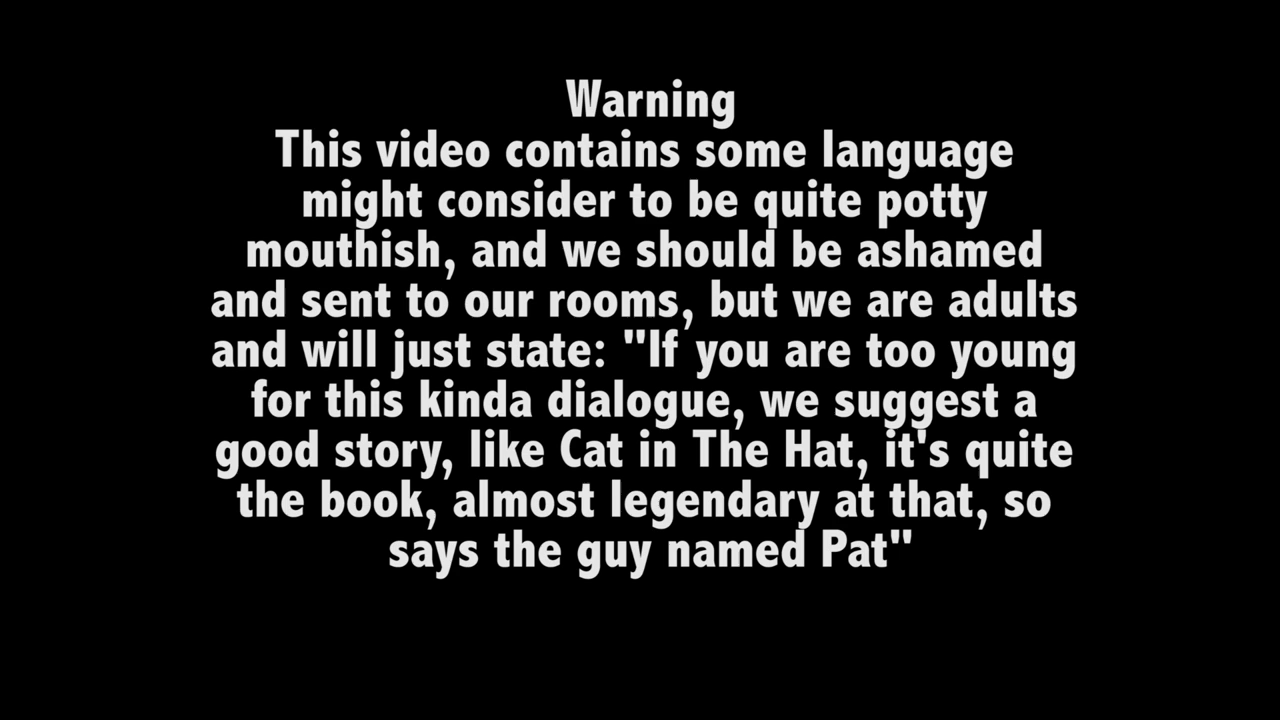 Warning
This video contains some language
might consider to be quite potty
mouthish, and we should be ashamed
and sent to our rooms, but we are adults
and will just state: "If you are too young
for this kinda dialogue, we suggest a
good story, like Cat in The Hat, it's quite
the book, almost legendary at that, so
says the guy named Pat"